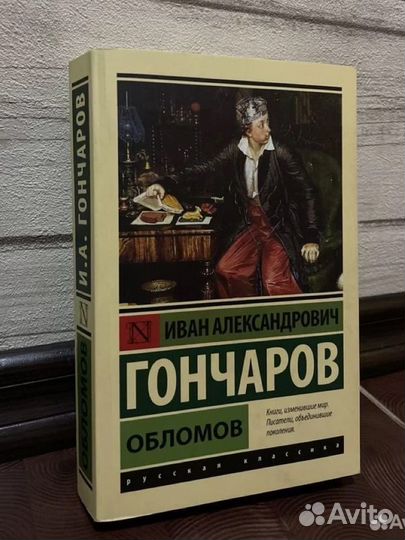 И.А. ГОНЧАРОВ
N
ОБЛОМОВ
N
ИВАН АЛЕКСАНДРОВИЧ
ГОНЧАРОВ
ОБЛОМОВ
Книги, изменившие мир.
Писатели, объединившие
поколения.
русская классика
Avito